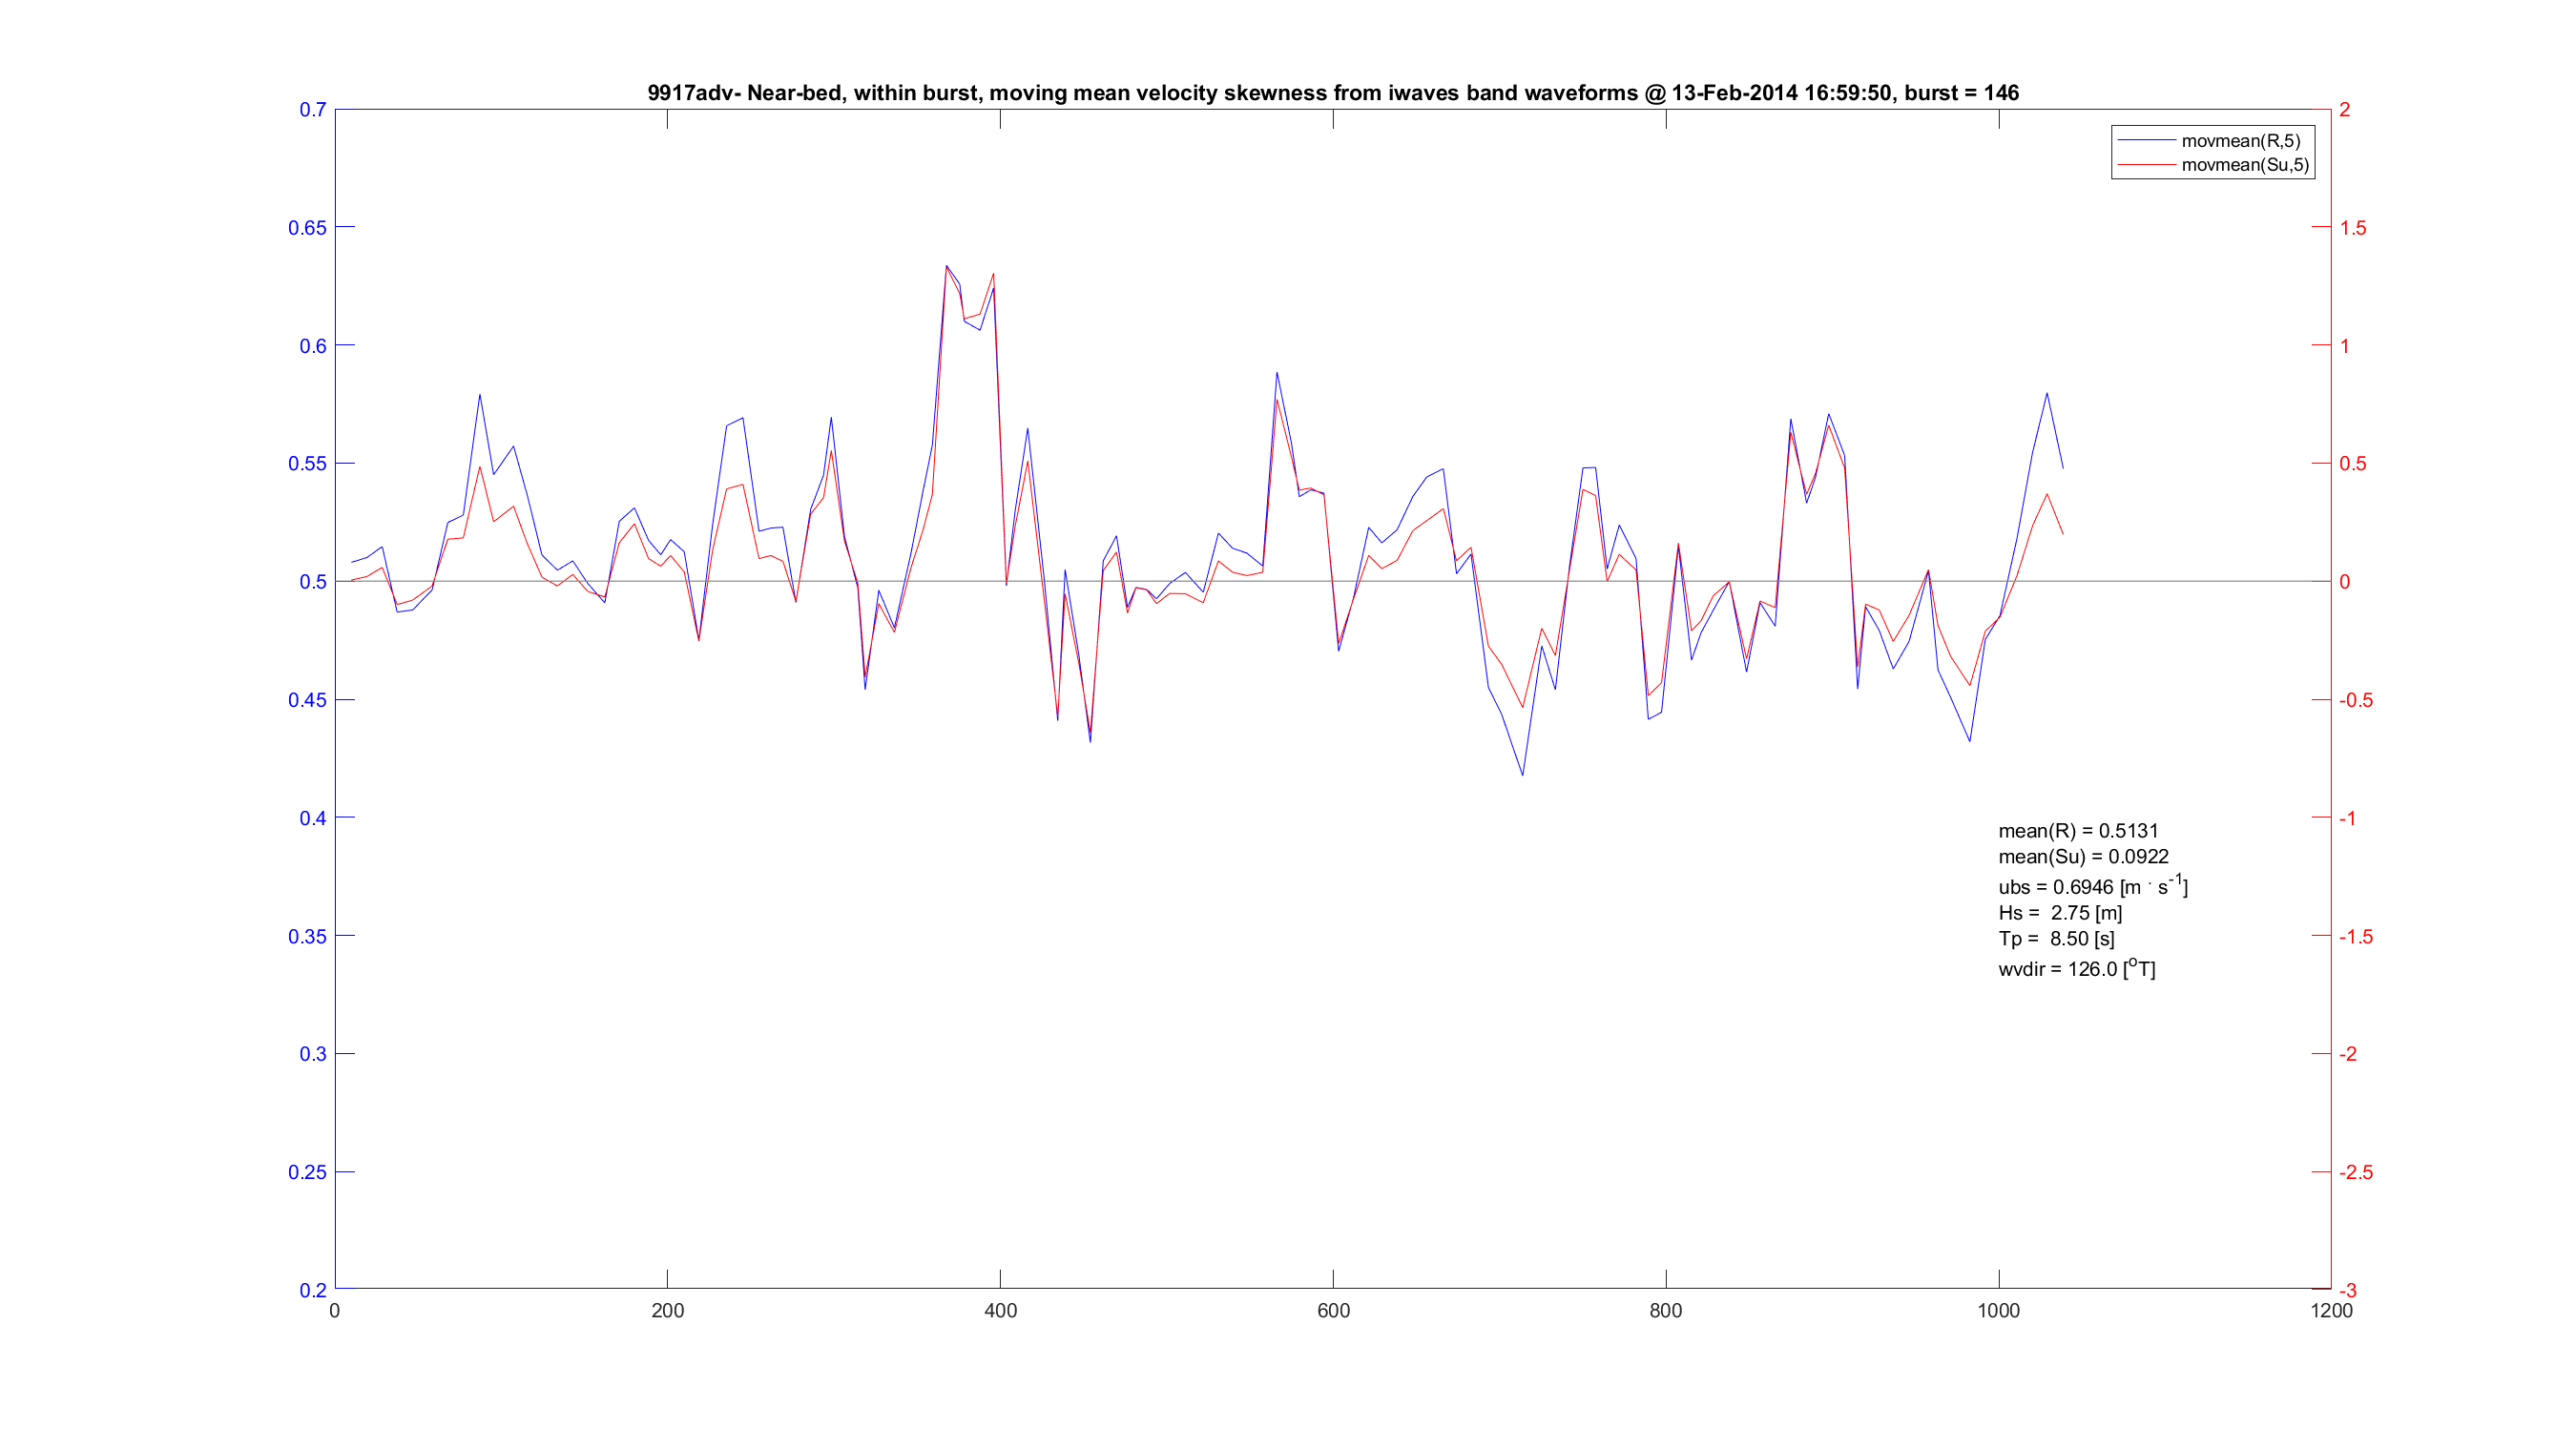 9917adv- Near-bed, within burst, moving mean velocity skewness from iwaves band waveforms @ 13-Feb-2014 16:59:50, burst = 146
movmean(R,5)
movmean(Su,5)
0.7
0.65
0.6
0.55
0.5
0.45
0.4
0.35
0.3
0.25
0.2
2
1.5
1
0.5
0
-0.5
-1
-1.5
-2
-2.5
-3
mean(R) = 0.5131
mean(Su) = 0.0922
ubs = 0.6946 [m · s-1]
Hs = 2.75 [m]
Tp = 8.50 [s]
wvdir = 126.0 [oT]
0 200 400 600 800 1000 1200